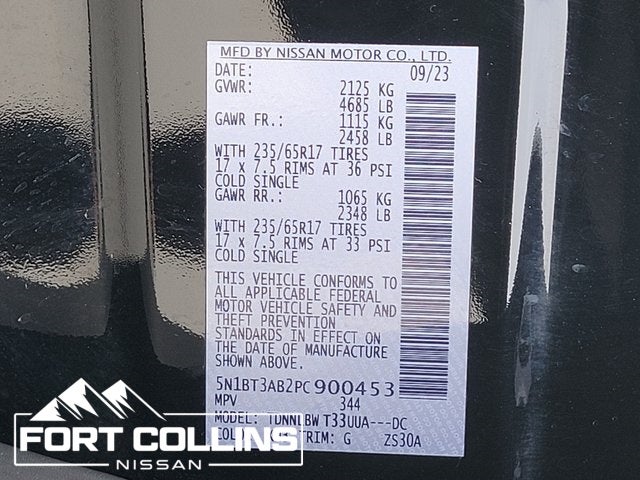 MFD BY NISSAN MOTOR CO., LTD.
DATE: 09/23
GVWR: 2125 KG
4685 LB
GAWR FR.: 1115 KG
2458 LB
WITH 235/65R17 TIRES
17 x 7.5 RIMS AT 36 PSI
COLD SINGLE
GAWR RR.: 1065 KG
2348 LB
WITH 235/65R17 TIRES
17 x 7.5 RIMS AT 33 PSI
COLD SINGLE
THIS VEHICLE CONFORMS TO
ALL APPLICABLE FEDERAL
MOTOR VEHICLE SAFETY AND
THEFT PREVENTION
STANDARDS IN EFFECT ON
THE DATE OF MANUFACTURE
SHOWN ABOVE.
5N1BT3AB2PC900453
MPV 344
MODEL: TDNNLBW T33UUA---DC
TRIM: G ZS30A
FORT COLLINS
NISSAN